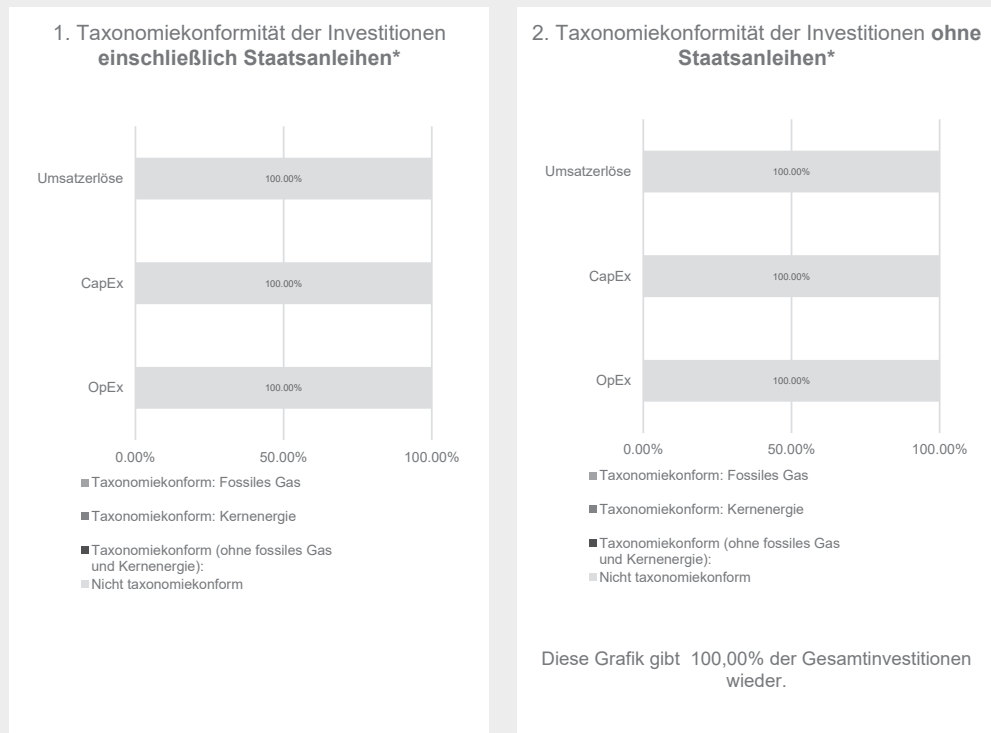 1. Taxonomiekonformität der Investitionen
einschließlich Staatsanleihen*
Umsatzerlöse
100.00%
CapEx
100.00%
OpEx
100.00%
0.00%
50.00%
100.00%
Taxonomiekonform: Fossiles Gas
Taxonomiekonform: Kernenergie
Taxonomiekonform (ohne fossiles Gas
und Kernenergie):
Nicht taxonomiekonform
2. Taxonomiekonformität der Investitionen ohne
Staatsanleihen*
Umsatzerlöse
100.00%
CapEx
100.00%
OpEx
100.00%
0.00%
50.00%
100.00%
Taxonomiekonform: Fossiles Gas
Taxonomiekonform: Kernenergie
Taxonomiekonform (ohne fossiles Gas
und Kernenergie):
Nicht taxonomiekonform
Diese Grafik gibt 100,00% der Gesamtinvestitionen
wieder.